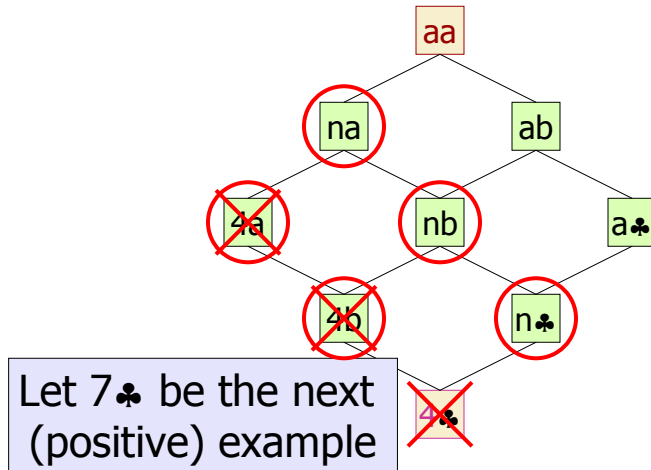 aa
na ab
4a nb a♣
4b n♣
4♣
Let 7♣ be the next
(positive) example